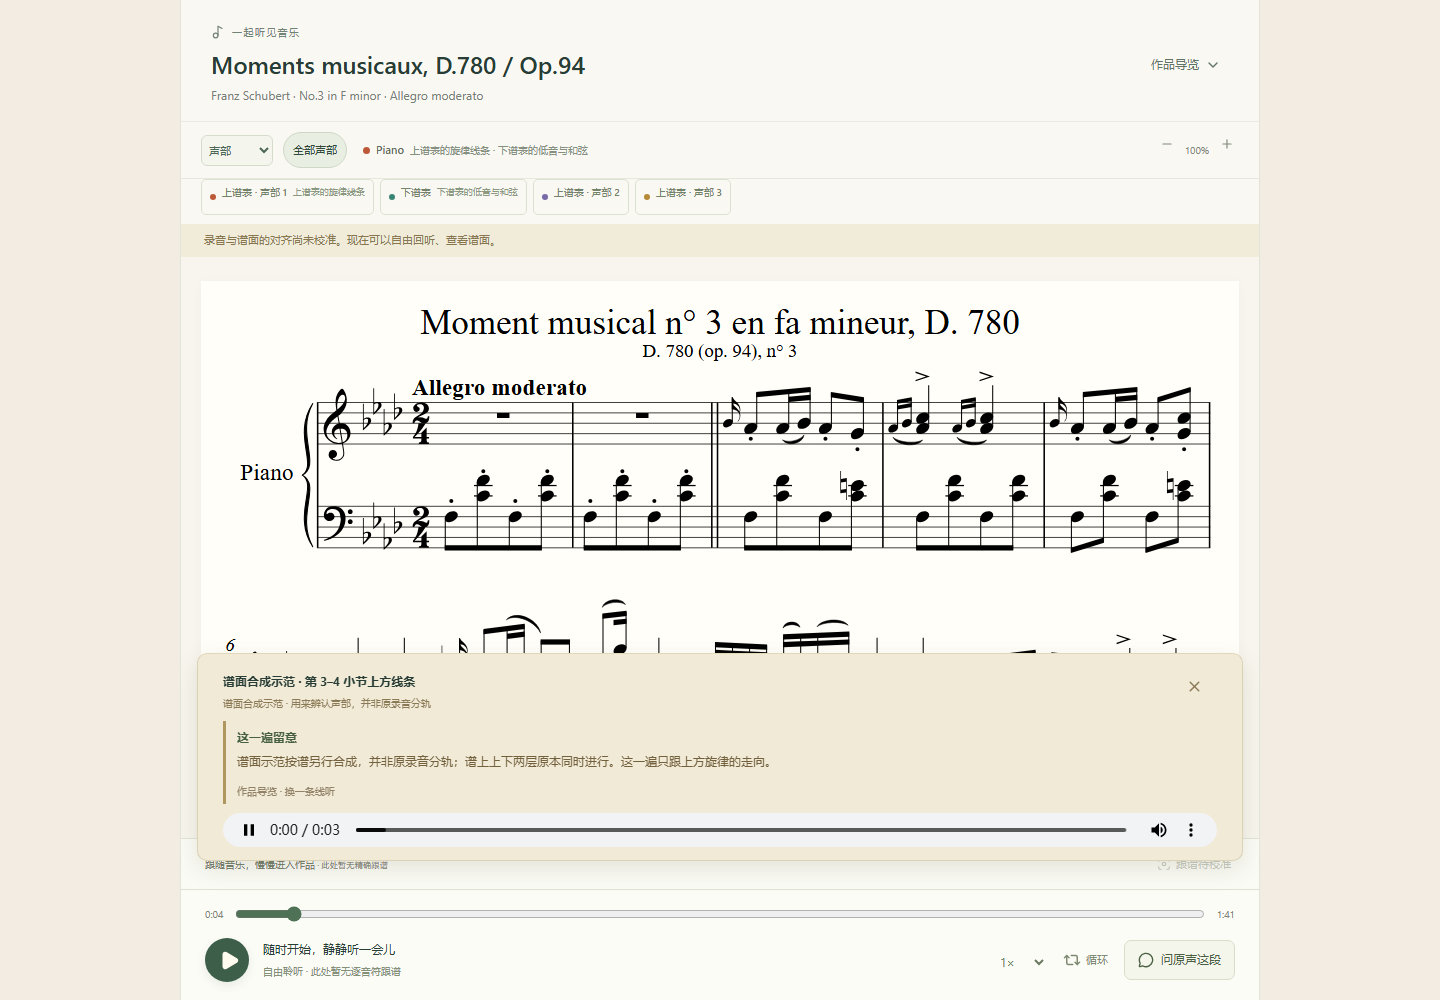 一起听见音乐
Moments musicaux, D.780 / Op.94
作品导览
Franz Schubert · No.3 in F minor · Allegro moderato
声部
全部声部
Piano 上谱表的旋律线条 · 下谱表的低音与和弦
100%
上谱表 · 声部 1 上谱表的旋律线条
下谱表 下谱表的低音与和弦
上谱表 · 声部 2
上谱表 · 声部 3
录音与谱面的对齐尚未校准。现在可以自由回听、查看谱面。
Moment musical n° 3 en fa mineur, D. 780
D. 780 (op. 94), n° 3
Allegro moderato
Piano
6
谱面合成示范 · 第 3–4 小节上方线条
谱面合成示范 · 用来辨认声部，并非原录音分轨
这一遍留意
谱面示范按谱另行合成，并非原录音分轨；谱上上下两层原本同时进行。这一遍只跟上方旋律的走向。
作品导览 · 换一条线听
0:00 / 0:03
跟随音乐，慢慢进入作品 · 此处暂无精确跟谱
跟谱待校准
0:04
1:41
随时开始，静静听一会儿
自由聆听 · 此处暂无逐音符跟谱
1×
循环
问原声这段